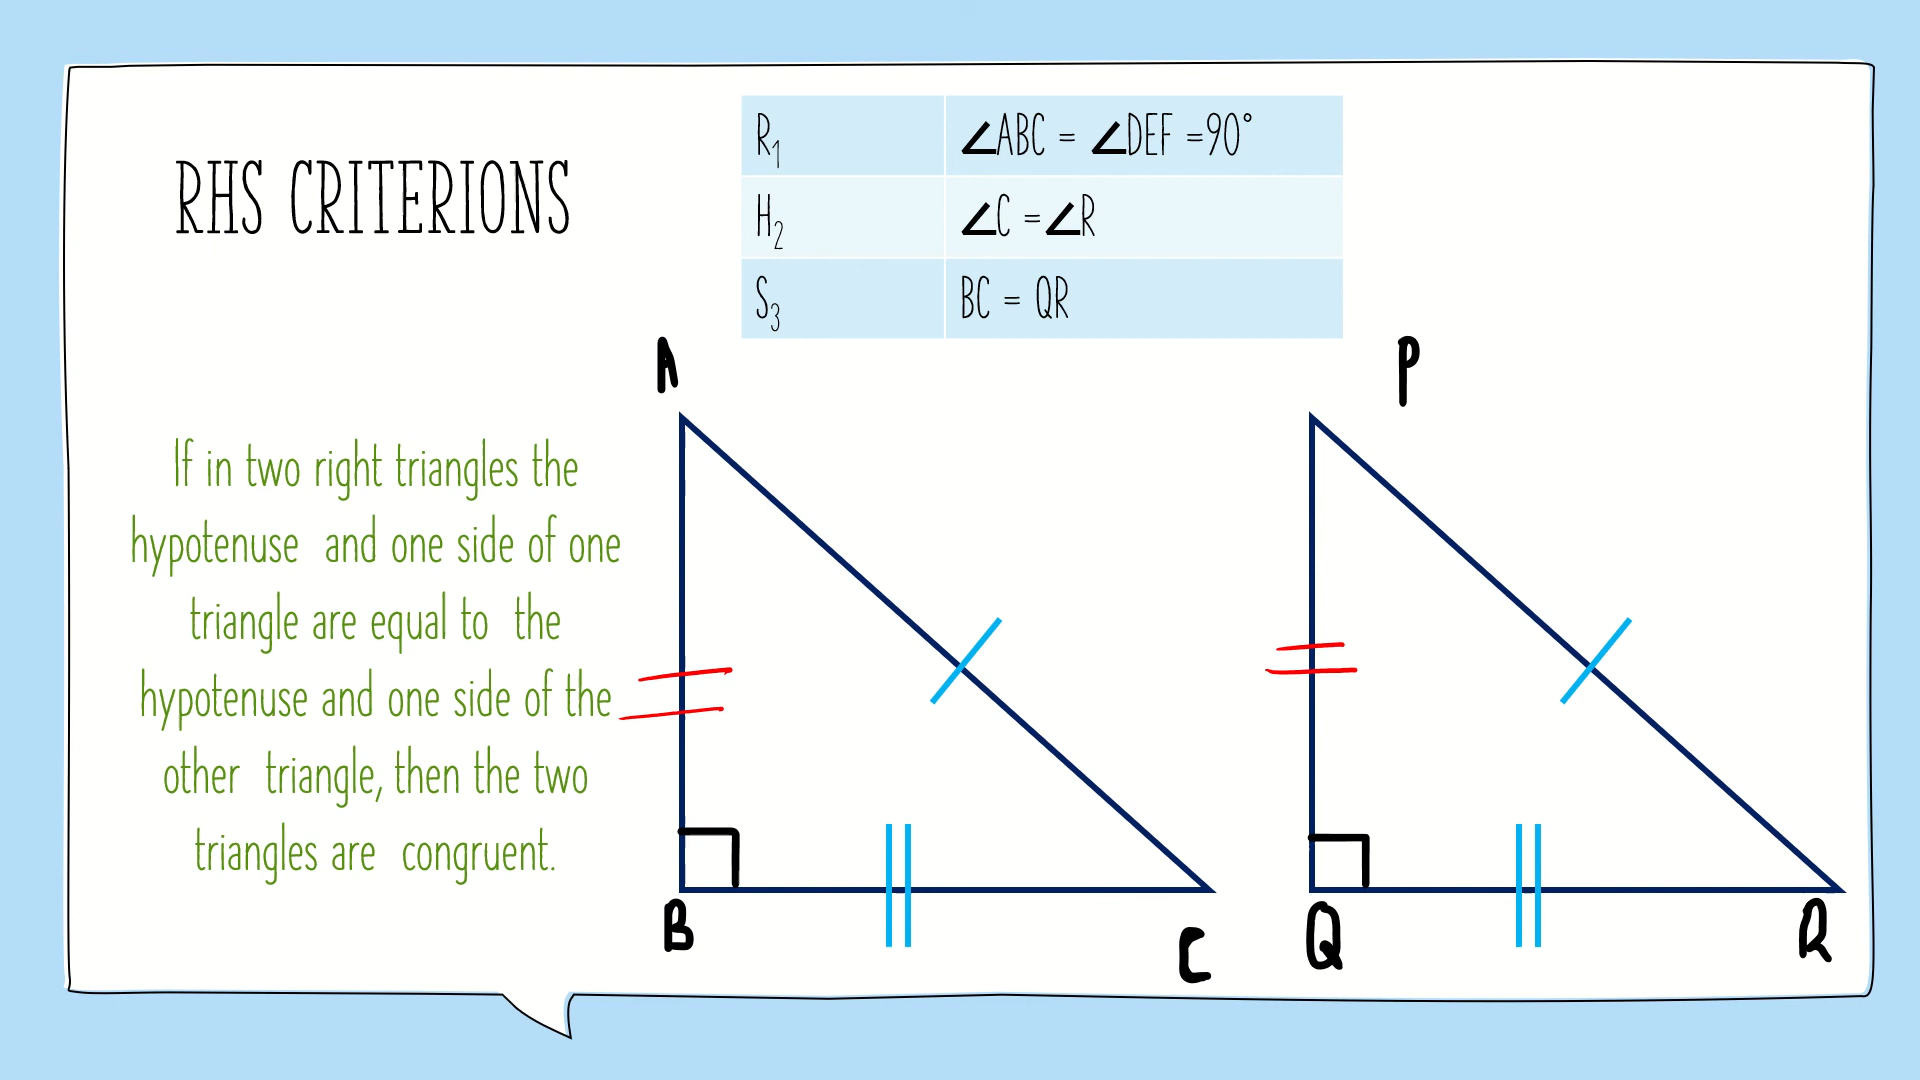 RHS CRITERIONS
R₁ ∠ABC = ∠DEF =90°
H₂ ∠C =∠R
S₃ BC = QR
If in two right triangles the
hypotenuse and one side of one
triangle are equal to the
hypotenuse and one side of the
other triangle, then the two
triangles are congruent.
A
P
B
C
Q
R